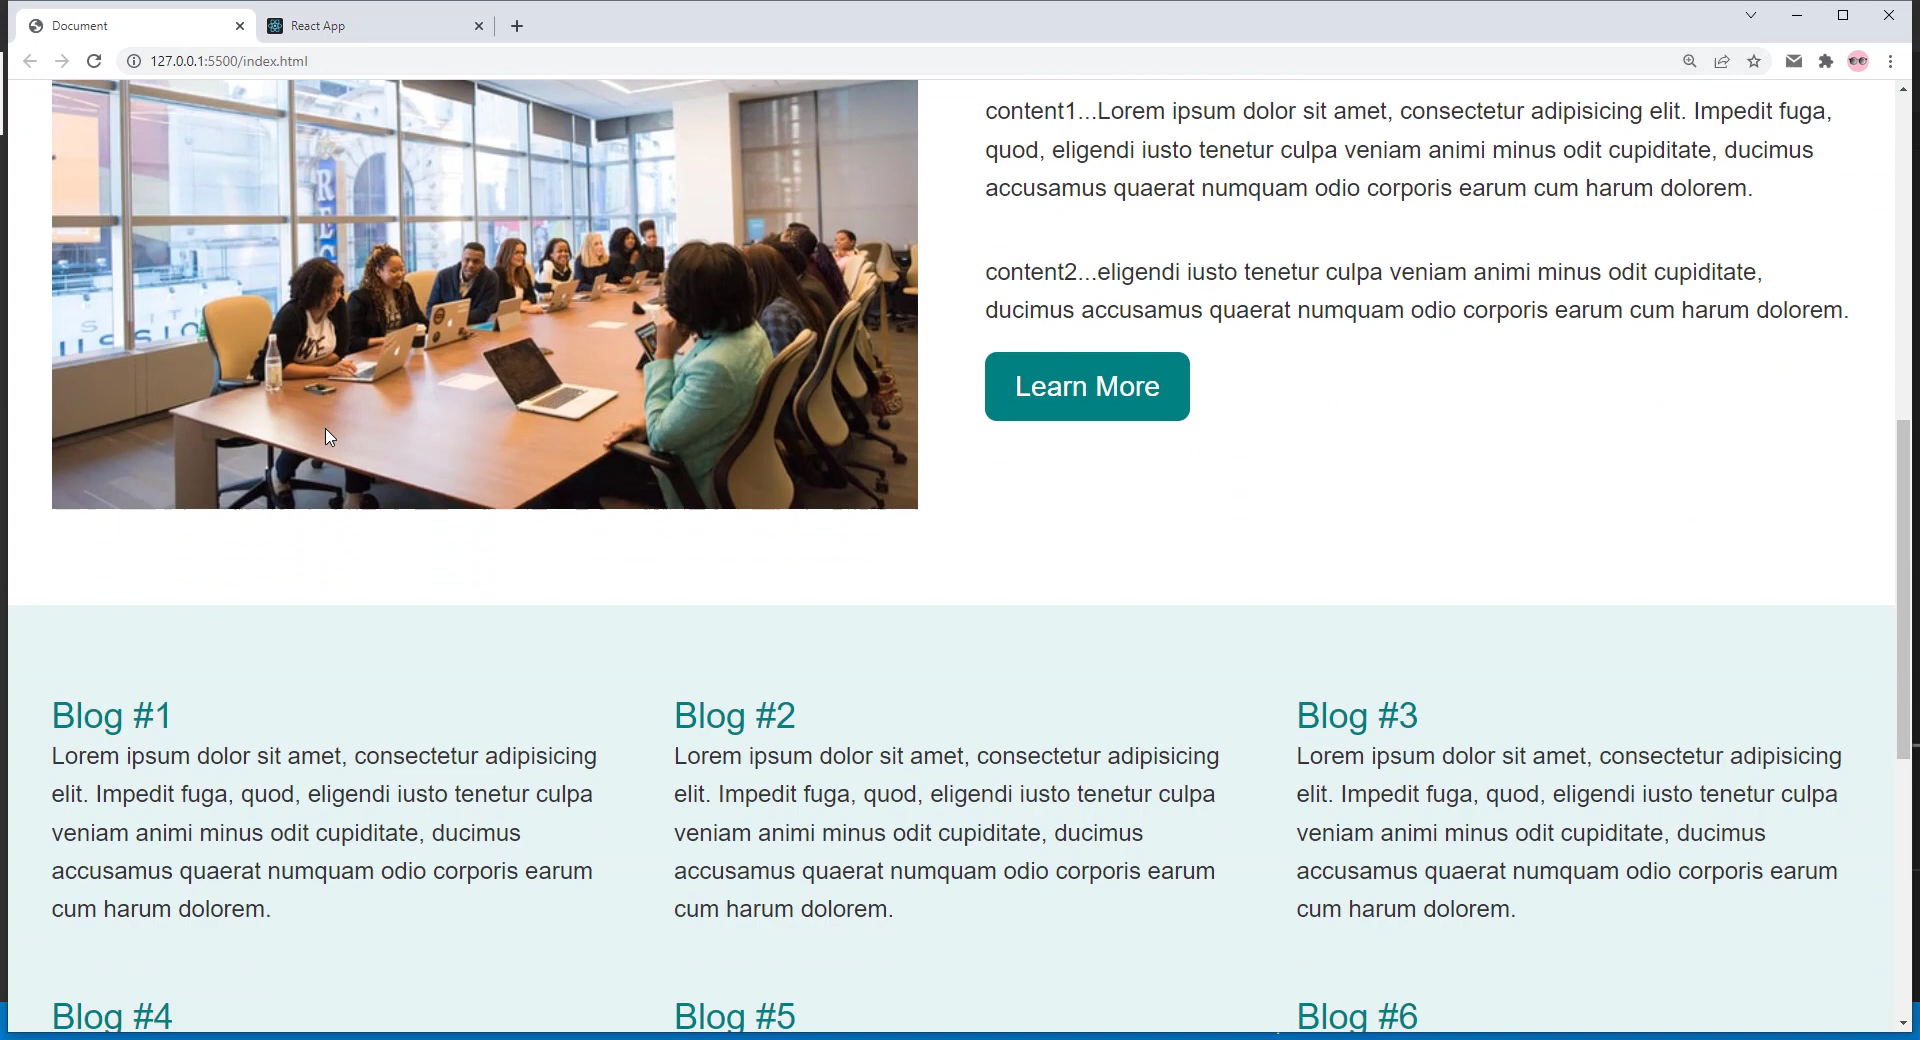 Document
React App
127.0.0.1:5500/index.html
content1...Lorem ipsum dolor sit amet, consectetur adipisicing elit. Impedit fuga,
quod, eligendi iusto tenetur culpa veniam animi minus odit cupiditate, ducimus
accusamus quaerat numquam odio corporis earum cum harum dolorem.
content2...eligendi iusto tenetur culpa veniam animi minus odit cupiditate,
ducimus accusamus quaerat numquam odio corporis earum cum harum dolorem.
Learn More
Blog #1
Lorem ipsum dolor sit amet, consectetur adipisicing
elit. Impedit fuga, quod, eligendi iusto tenetur culpa
veniam animi minus odit cupiditate, ducimus
accusamus quaerat numquam odio corporis earum
cum harum dolorem.
Blog #2
Lorem ipsum dolor sit amet, consectetur adipisicing
elit. Impedit fuga, quod, eligendi iusto tenetur culpa
veniam animi minus odit cupiditate, ducimus
accusamus quaerat numquam odio corporis earum
cum harum dolorem.
Blog #3
Lorem ipsum dolor sit amet, consectetur adipisicing
elit. Impedit fuga, quod, eligendi iusto tenetur culpa
veniam animi minus odit cupiditate, ducimus
accusamus quaerat numquam odio corporis earum
cum harum dolorem.
Blog #4
Blog #5
Blog #6